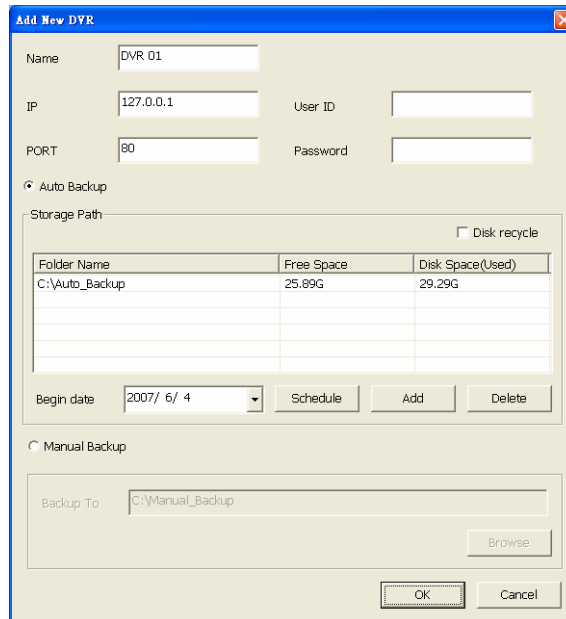 Add New DVR
Name DVR 01
IP 127.0.0.1 User ID
PORT 80 Password
Auto Backup
Storage Path
Disk recycle
Folder Name Free Space Disk Space(Used)
C:\Auto_Backup 25.89G 29.29G
Begin date 2007/ 6/ 4 Schedule Add Delete
Manual Backup
Backup To C:\Manual_Backup
Browse
OK Cancel